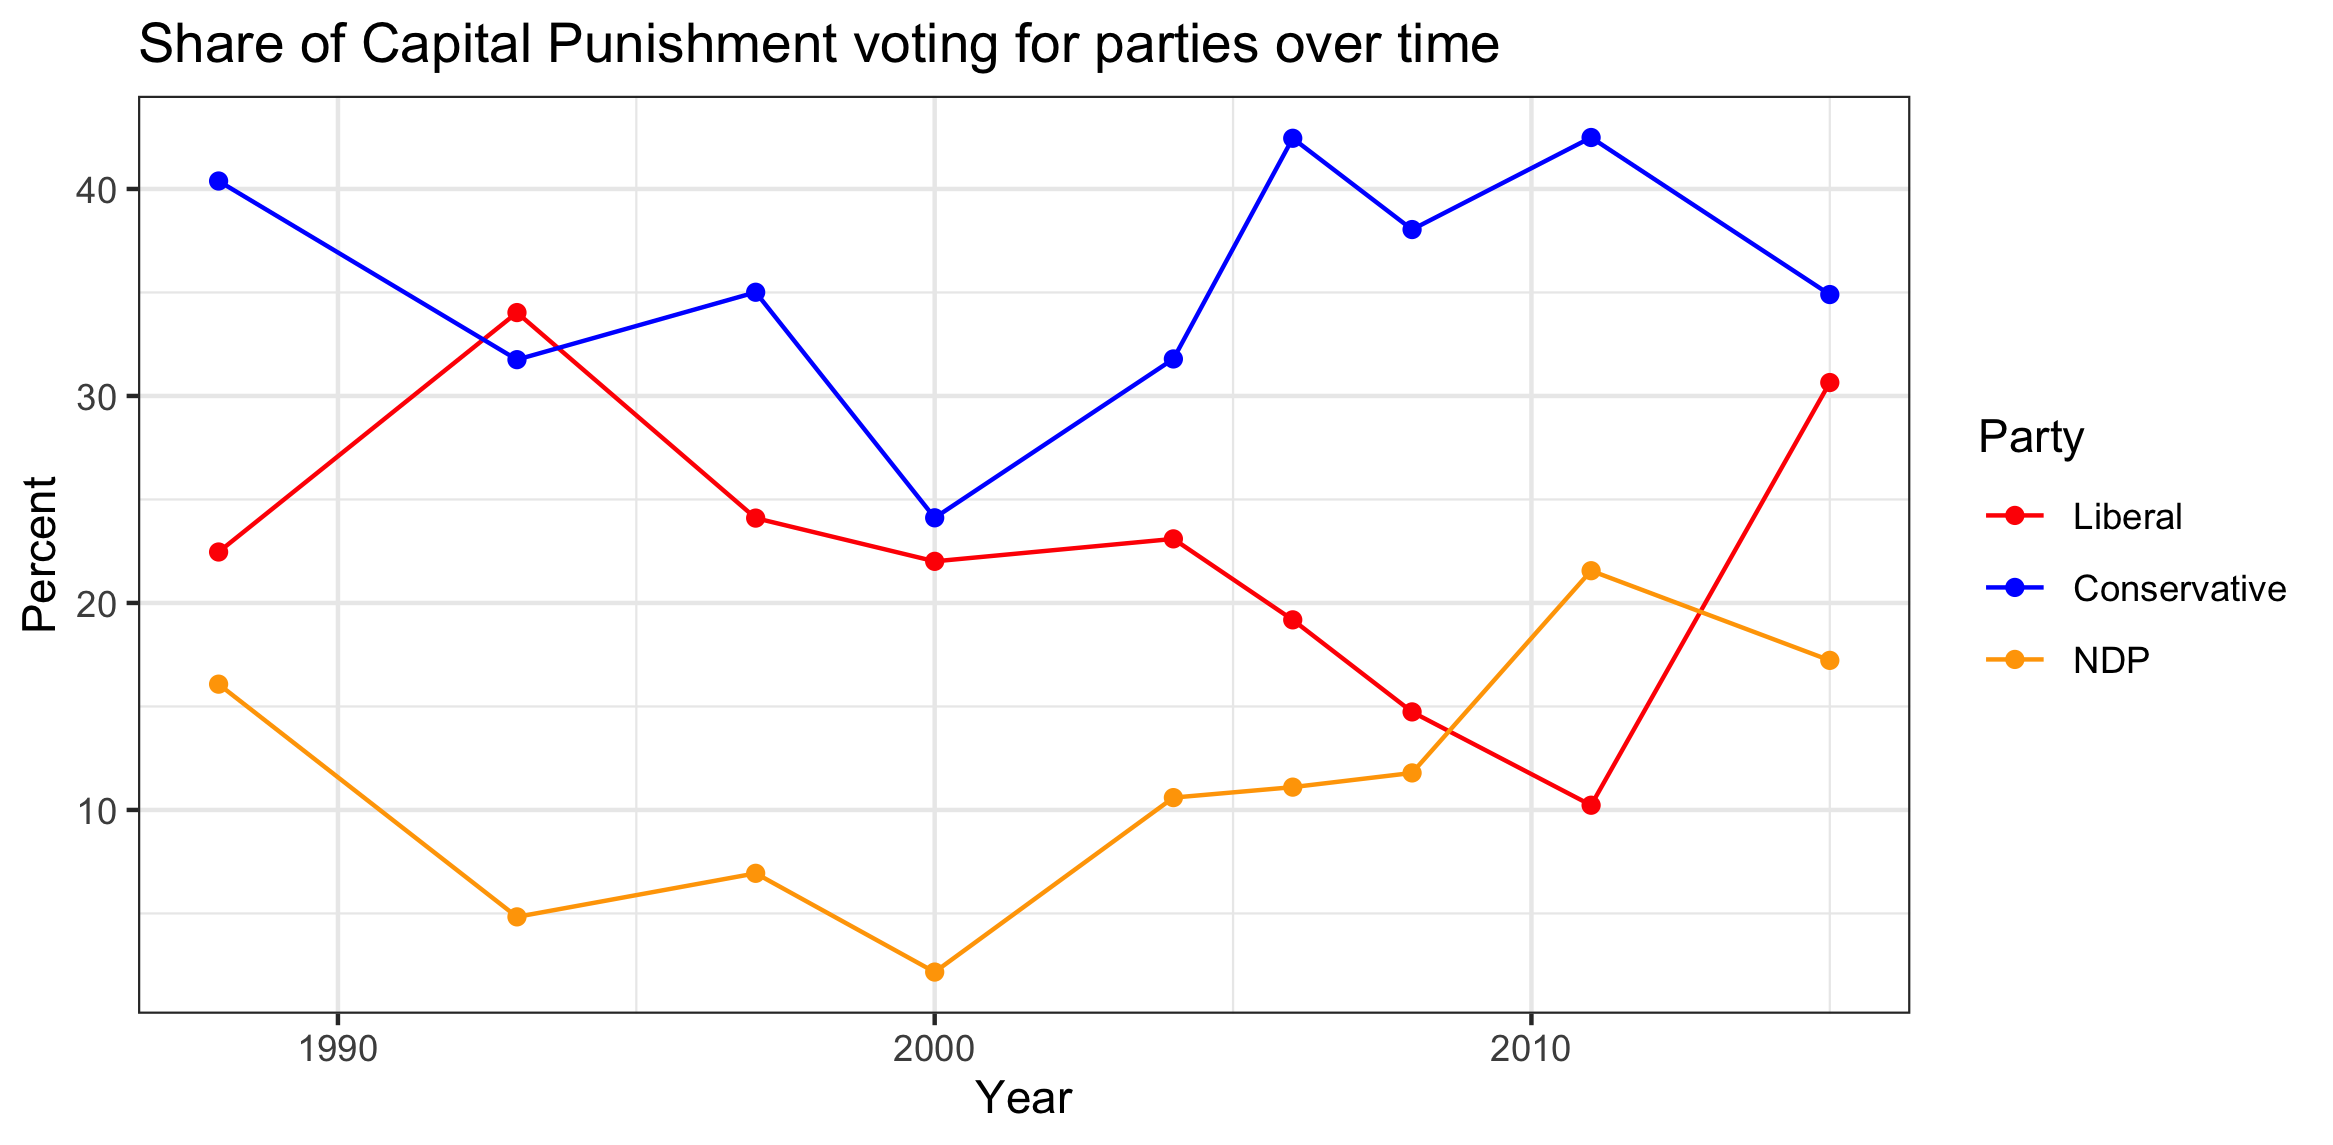 Share of Capital Punishment voting for parties over time
40
30
20
10
Percent
1990
2000
2010
Year
Party
Liberal
Conservative
NDP